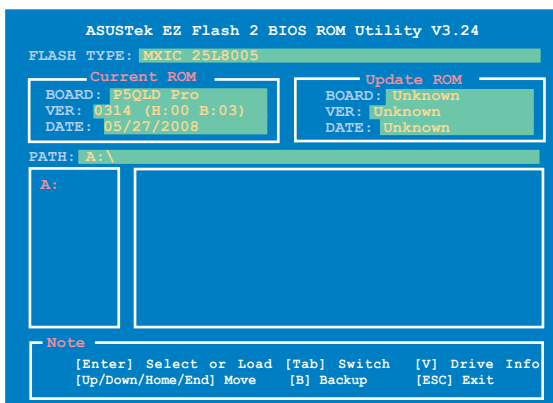 ASUSTek EZ Flash 2 BIOS ROM Utility V3.24
FLASH TYPE: MXIC 25L8005
Current ROM
BOARD: P5QLD Pro
VER: 0314 (H:00 B:03)
DATE: 05/27/2008
Update ROM
BOARD: Unknown
VER: Unknown
DATE: Unknown
PATH: A:\
A:
Note
[Enter] Select or Load [Tab] Switch [V] Drive Info
[Up/Down/Home/End] Move [B] Backup [ESC] Exit